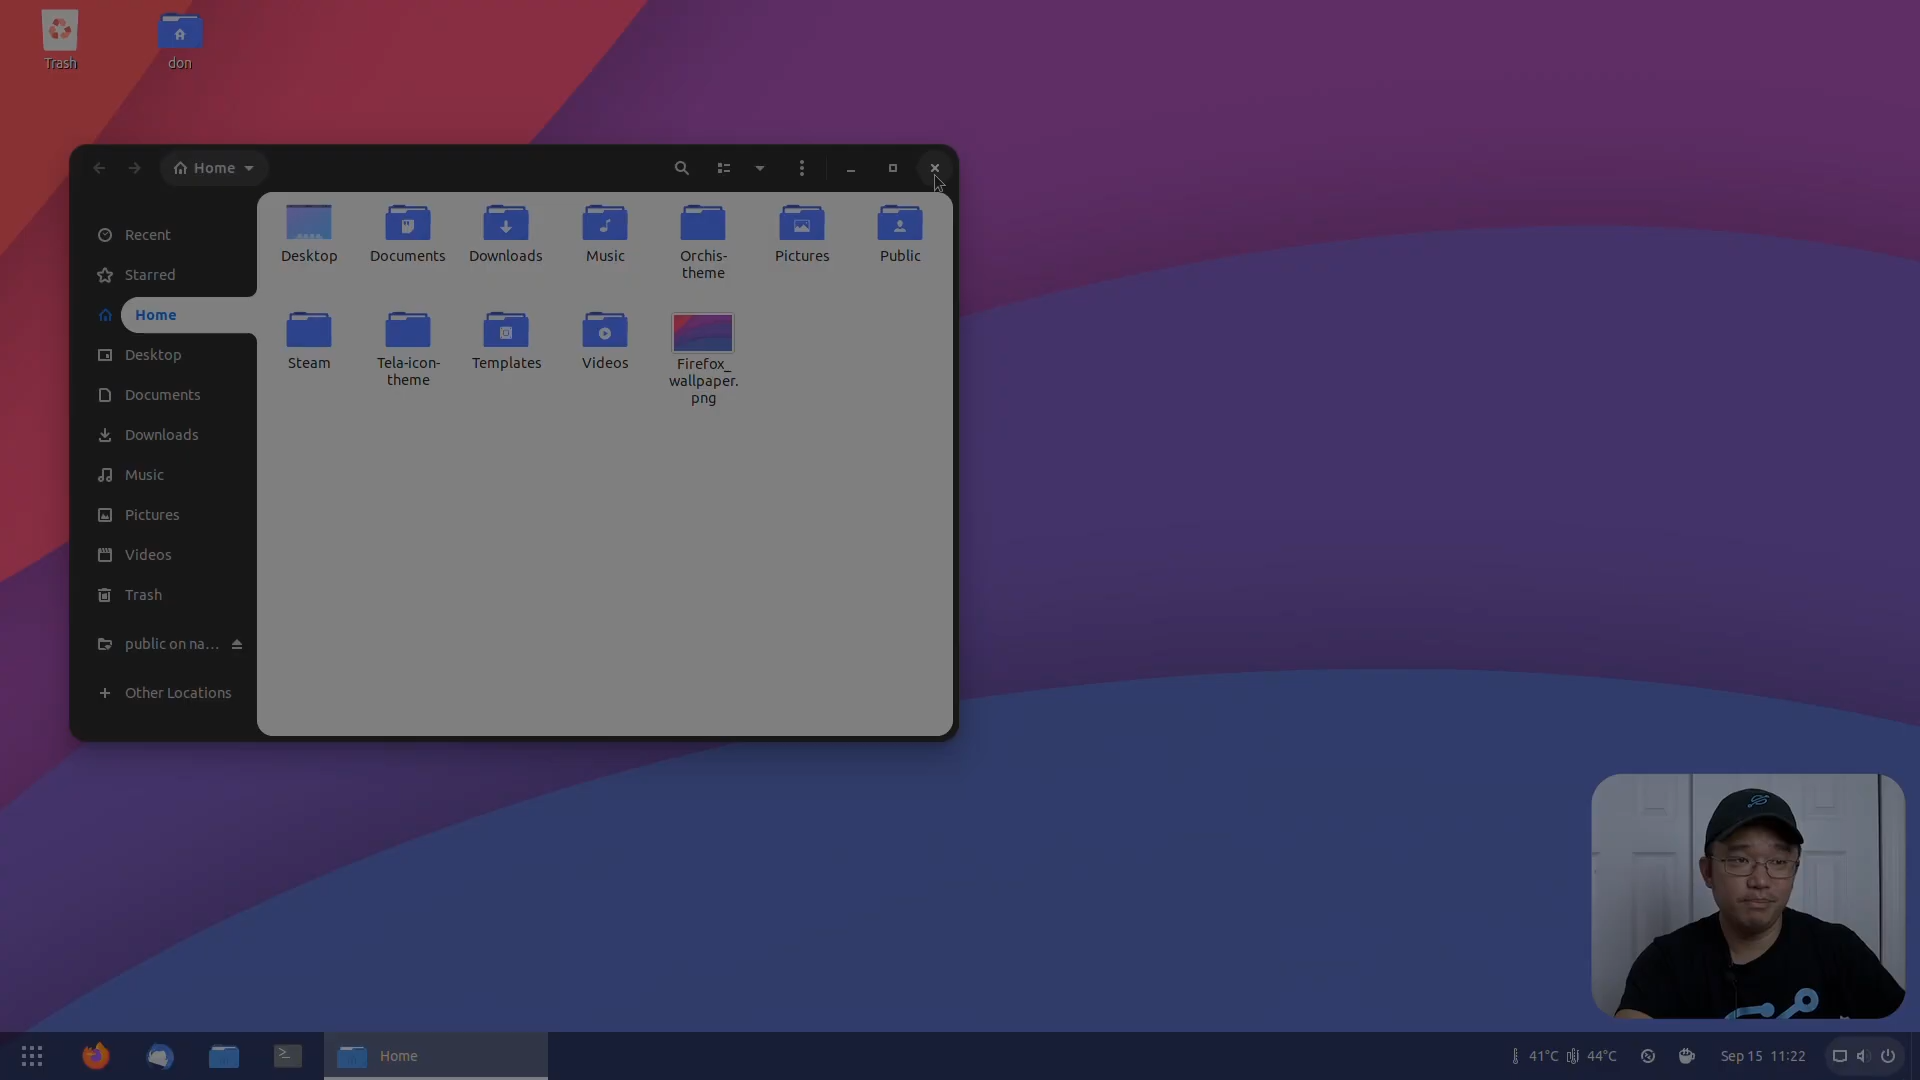 Trash
don
Home
Recent
Starred
Home
Desktop
Documents
Downloads
Music
Pictures
Videos
Trash
public on na...
Other Locations
Desktop
Documents
Downloads
Music
Orchis-
theme
Pictures
Public
Steam
Tela-icon-
theme
Templates
Videos
Firefox_
wallpaper.
png
Home
41°C
44°C
Sep 15 11:22